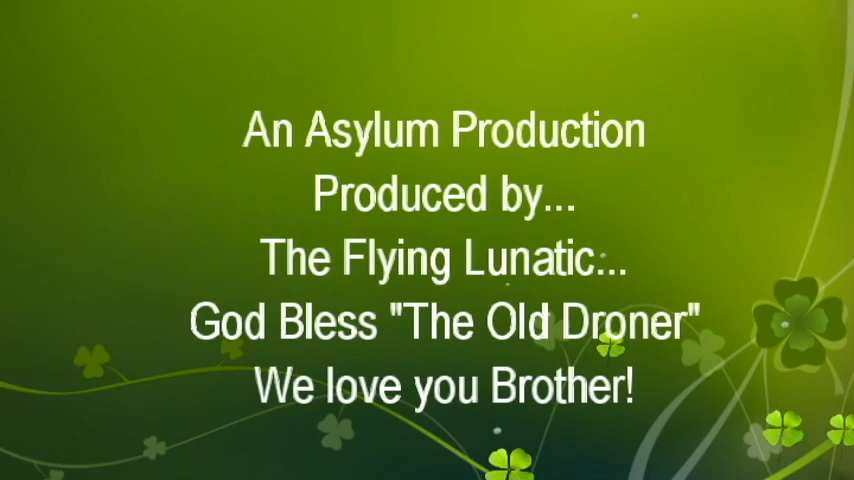 An Asylum Production
Produced by...
The Flying Lunatic...
God Bless "The Old Droner"
We love you Brother!